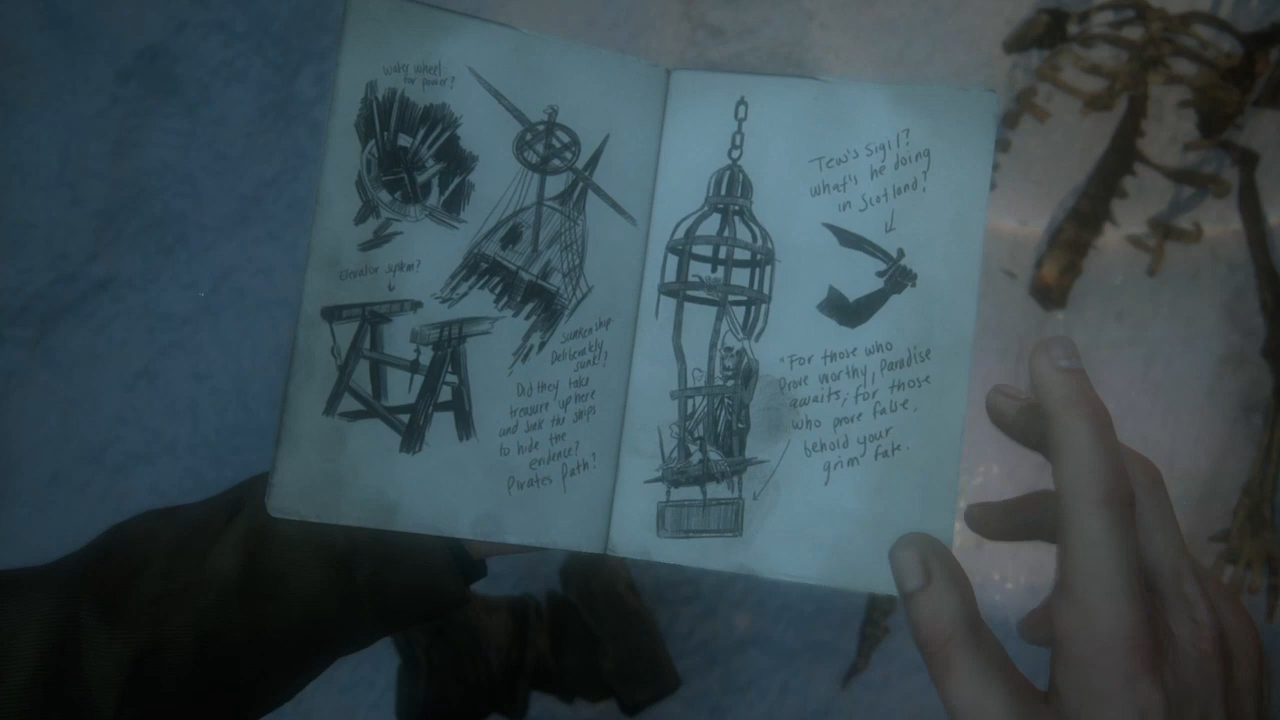 water wheel
for power?
Elevator system?
sunken ship
Deliberately
sunk!?
Did they take
treasure up here
and sink the ships
to hide the
evidence?
Pirates Path?
Tew's sigil?
what's he doing
in Scotland?
"For those who
Prove worthy, Paradise
awaits; for those
who prove false,
behold your
grim fate.